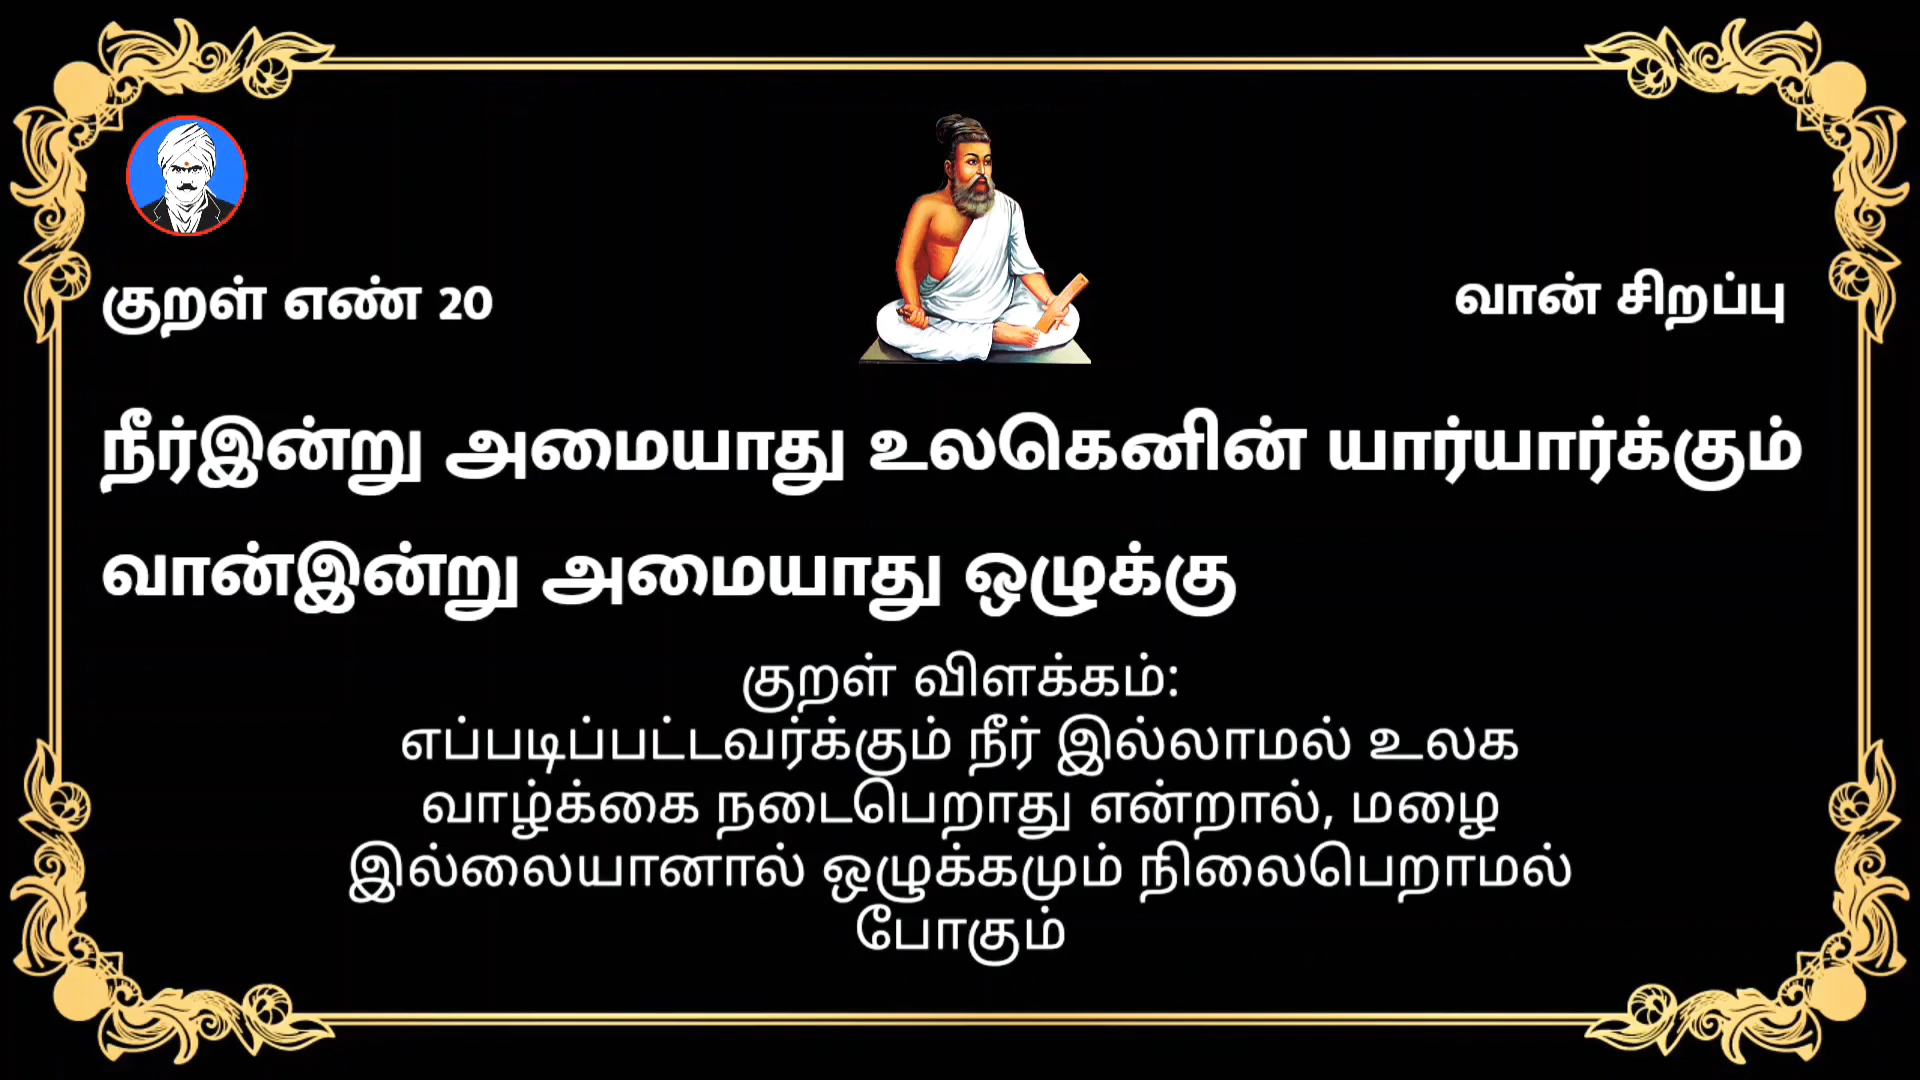 குறள் எண் 20
வான் சிறப்பு
நீர்இன்று அமையாது உலகெனின் யார்யார்க்கும்
வான்இன்று அமையாது ஒழுக்கு
குறள் விளக்கம்:
எப்படிப்பட்டவர்க்கும் நீர் இல்லாமல் உலக
வாழ்க்கை நடைபெறாது என்றால், மழை
இல்லையானால் ஒழுக்கமும் நிலைபெறாமல்
போகும்